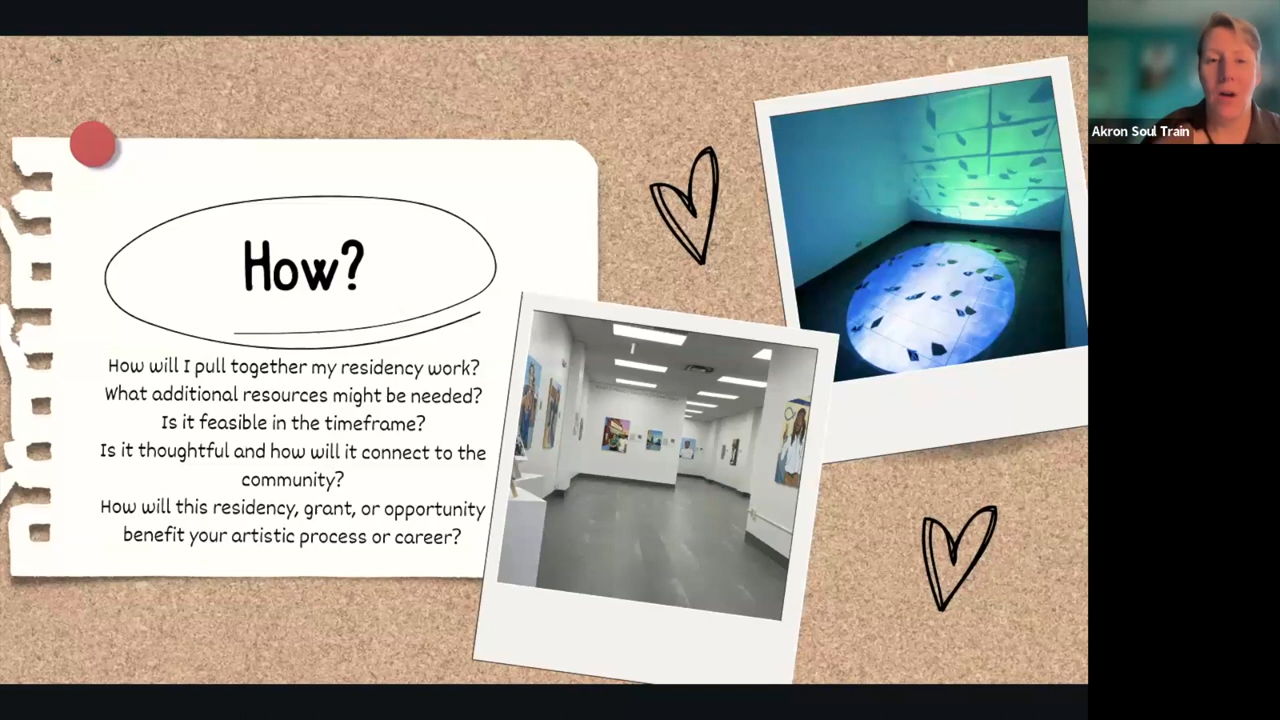 How?
How will I pull together my residency work?
What additional resources might be needed?
Is it feasible in the timeframe?
Is it thoughtful and how will it connect to the
community?
How will this residency, grant, or opportunity
benefit your artistic process or career?
Akron Soul Train